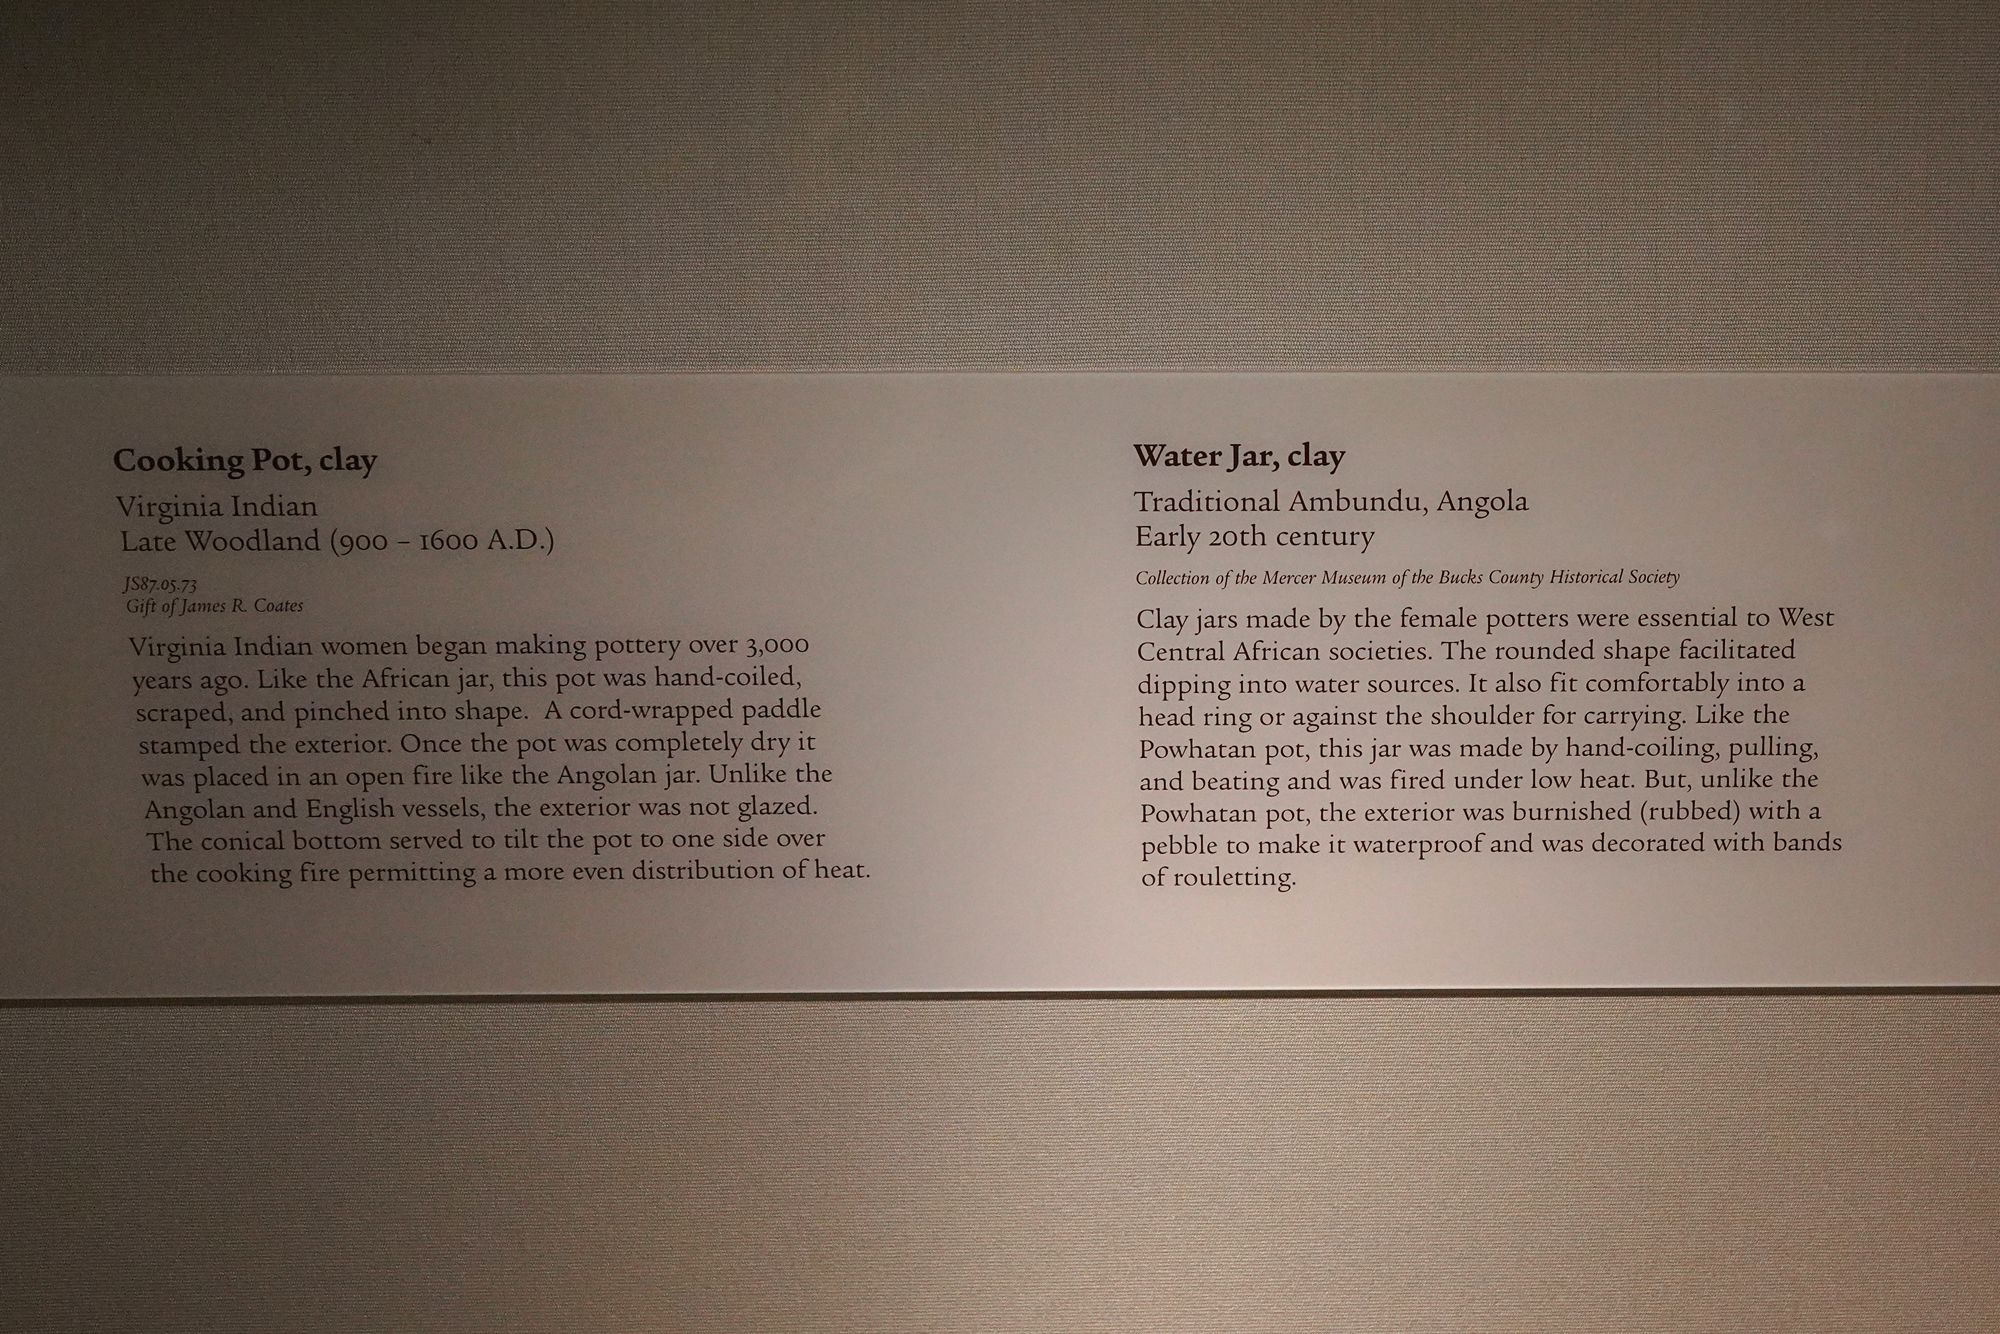 Cooking Pot, clay
Virginia Indian
Late Woodland (900 – 1600 A.D.)
JS87.05.73
Gift of James R. Coates
Virginia Indian women began making pottery over 3,000
years ago. Like the African jar, this pot was hand-coiled,
scraped, and pinched into shape.  A cord-wrapped paddle
stamped the exterior. Once the pot was completely dry it
was placed in an open fire like the Angolan jar. Unlike the
Angolan and English vessels, the exterior was not glazed.
The conical bottom served to tilt the pot to one side over
the cooking fire permitting a more even distribution of heat.
Water Jar, clay
Traditional Ambundu, Angola
Early 20th century
Collection of the Mercer Museum of the Bucks County Historical Society
Clay jars made by the female potters were essential to West
Central African societies. The rounded shape facilitated
dipping into water sources. It also fit comfortably into a
head ring or against the shoulder for carrying. Like the
Powhatan pot, this jar was made by hand-coiling, pulling,
and beating and was fired under low heat. But, unlike the
Powhatan pot, the exterior was burnished (rubbed) with a
pebble to make it waterproof and was decorated with bands
of rouletting.